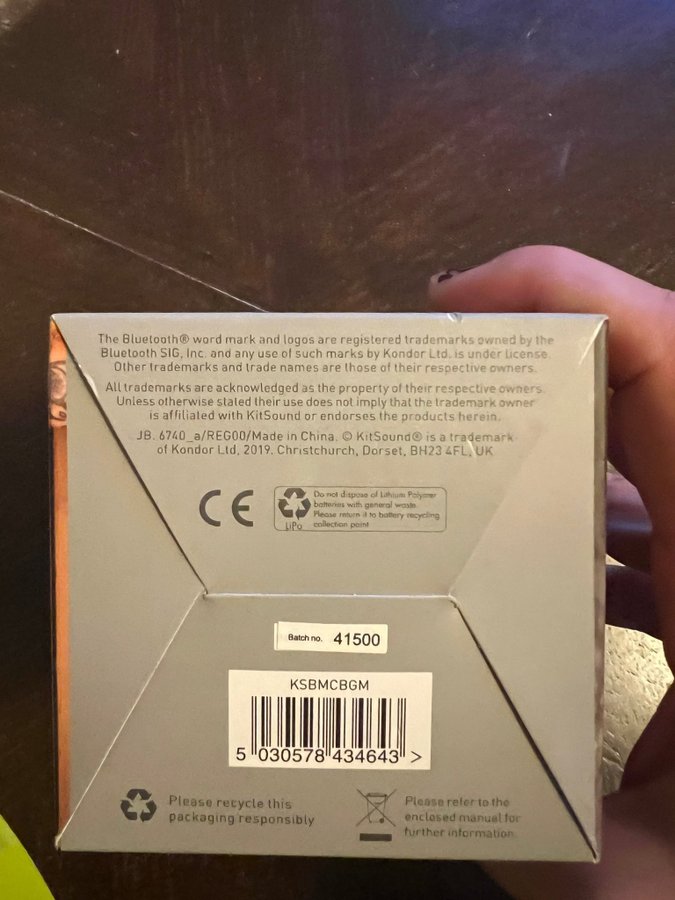 The Bluetooth® word mark and logos are registered trademarks owned by the
Bluetooth SIG, Inc. and any use of such marks by Kondor Ltd. is under license.
Other trademarks and trade names are those of their respective owners.
All trademarks are acknowledged as the property of their respective owners.
Unless otherwise stated their use does not imply that the trademark owner
is affiliated with KitSound or endorses the products herein.
JB. 6740_a/REG00/Made in China. © KitSound® is a trademark
of Kondor Ltd, 2019. Christchurch, Dorset, BH23 4FL, UK
CE
LiPo
Do not dispose of Lithium Polymer
batteries with general waste.
Please return it to battery recycling
collection point
Batch no. 41500
KSBMCBGM
5 030578 434643 >
Please recycle this
packaging responsibly
Please refer to the
enclosed manual for
further information.